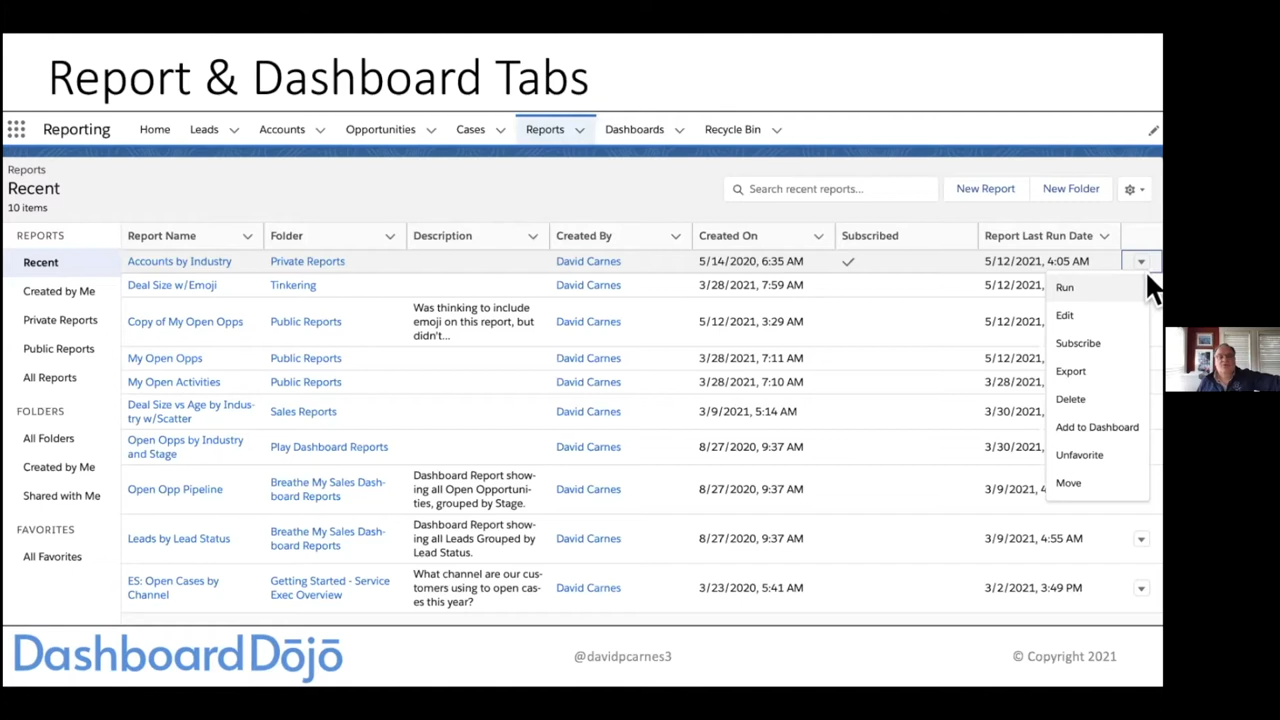 Report & Dashboard Tabs
Reporting Home Leads Accounts Opportunities Cases Reports Dashboards Recycle Bin
Reports
Recent
10 items
Search recent reports... New Report New Folder
REPORTS
Recent
Created by Me
Private Reports
Public Reports
All Reports
FOLDERS
All Folders
Created by Me
Shared with Me
FAVORITES
All Favorites
Report Name Folder Description Created By Created On Subscribed Report Last Run Date
Accounts by Industry Private Reports David Carnes 5/14/2020, 6:35 AM 5/12/2021, 4:05 AM
Deal Size w/Emoji Tinkering David Carnes 3/28/2021, 7:59 AM 5/12/2021,
Was thinking to include
Copy of My Open Opps Public Reports emoji on this report, but David Carnes 5/12/2021, 3:29 AM 5/12/2021,
didn't...
My Open Opps Public Reports David Carnes 3/28/2021, 7:11 AM 5/12/2021,
My Open Activities Public Reports David Carnes 3/28/2021, 7:10 AM 3/28/2021,
Deal Size vs Age by Indus-
try w/Scatter Sales Reports David Carnes 3/9/2021, 5:14 AM 3/30/2021,
Open Opps by Industry
and Stage Play Dashboard Reports David Carnes 8/27/2020, 9:37 AM 3/30/2021,
Dashboard Report show-
Open Opp Pipeline Breathe My Sales Dash- ing all Open Opportuni- David Carnes 8/27/2020, 9:37 AM 3/9/2021, 4
board Reports ties, grouped by Stage.
Dashboard Report show-
Leads by Lead Status Breathe My Sales Dash- ing all Leads Grouped by David Carnes 8/27/2020, 9:37 AM 3/9/2021, 4:55 AM
board Reports Lead Status.
What channel are our cus-
ES: Open Cases by Getting Started - Service tomers using to open cas- David Carnes 3/23/2020, 5:41 AM 3/2/2021, 3:49 PM
Channel Exec Overview es this year?
Run
Edit
Subscribe
Export
Delete
Add to Dashboard
Unfavorite
Move
DashboardDōjō @davidpcarnes3 © Copyright 2021